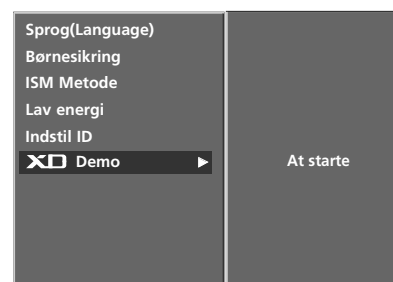 Sprog(Language)
Børnesikring
ISM Metode
Lav energi
Indstil ID
XD Demo
At starte